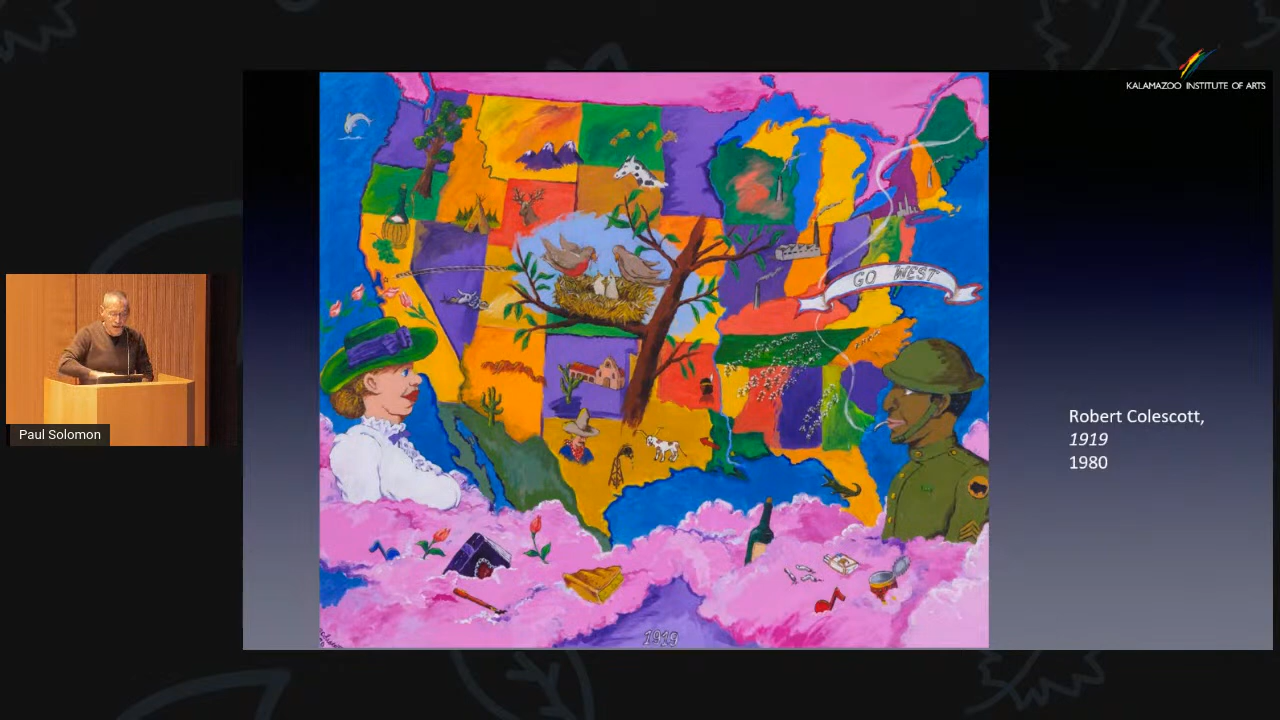 KALAMAZOO INSTITUTE OF ARTS
GO WEST
Robert Colescott,
1919
1980
Paul Solomon
1919